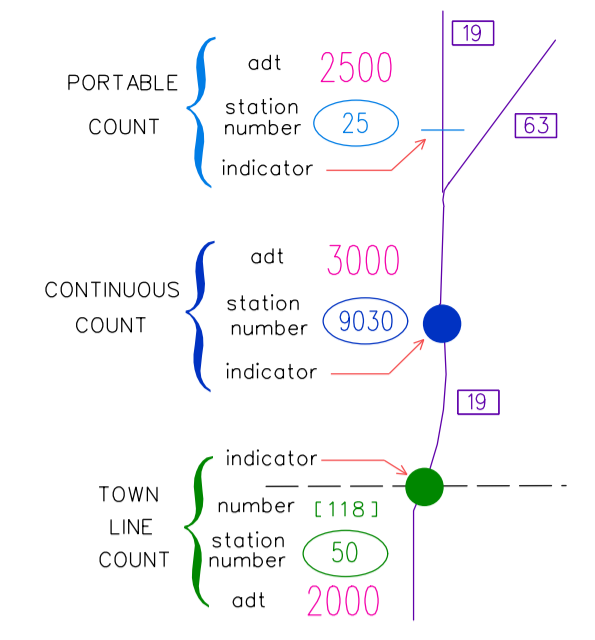 19
adt 2500
PORTABLE
COUNT
station
number 25
63
indicator
adt 3000
CONTINUOUS
COUNT
station
number 9030
indicator
19
indicator
TOWN
LINE
COUNT
number [118]
station
number 50
adt 2000